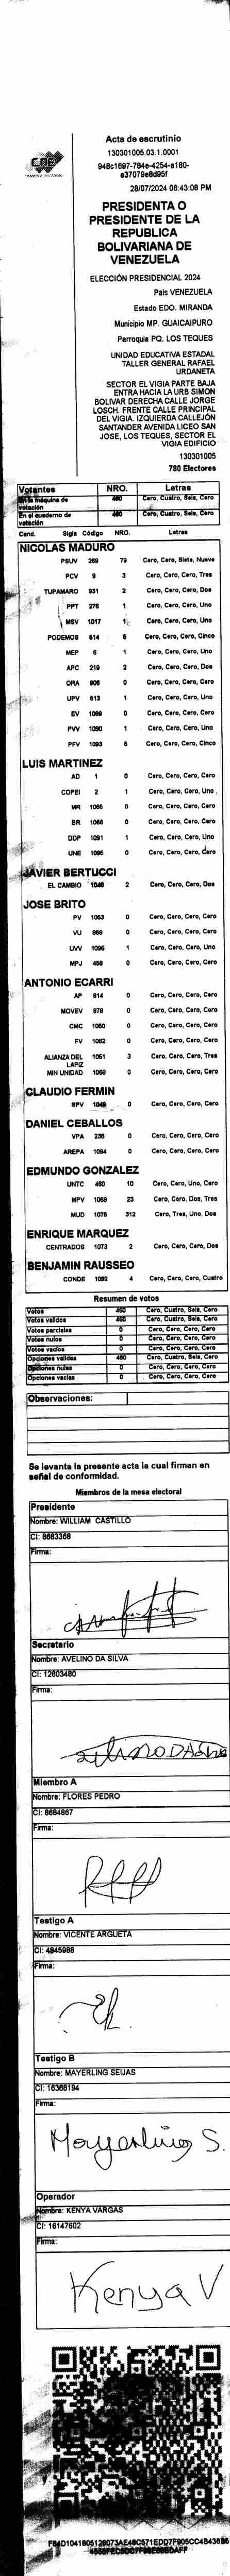 CNE
Acta de escrutinio
130301005.03.1.0001
948c1697-784e-4254-a180-
e37079e8d95f
28/07/2024 08:43:08 PM
PRESIDENTA O
PRESIDENTE DE LA
REPUBLICA
BOLIVARIANA DE
VENEZUELA
ELECCIÓN PRESIDENCIAL 2024
Pais VENEZUELA
Estado EDO. MIRANDA
Municipio MP. GUAICAIPURO
Parroquia PQ. LOS TEQUES
UNIDAD EDUCATIVA ESTADAL
TALLER GENERAL RAFAEL
URDANETA
SECTOR EL VIGIA PARTE BAJA
ENTRA HACIA LA URB SIMON
BOLIVAR DERECHA CALLE JORGE
LOSCH. FRENTE CALLE PRINCIPAL
DEL VIGIA. IZQUIERDA CALLEJÓN
SANTANDER AVENIDA LICEO SAN
JOSE, LOS TEQUES, SECTOR EL
VIGIA EDIFICIO
130301005
780 Electores
Votantes NRO. Letras
En la máquina de votación 460 Cero, Cuatro, Seis, Cero
En el cuaderno de votación 460 Cero, Cuatro, Seis, Cero
Cand. Sigla Código NRO. Letras
NICOLAS MADURO
PSUV 269 79 Cero, Cero, Siete, Nueve
PCV 9 3 Cero, Cero, Cero, Tres
TUPAMARO 931 2 Cero, Cero, Cero, Dos
PPT 276 1 Cero, Cero, Cero, Uno
MSV 1017 1 Cero, Cero, Cero, Uno
PODEMOS 614 5 Cero, Cero, Cero, Cinco
MEP 6 1 Cero, Cero, Cero, Uno
APC 219 2 Cero, Cero, Cero, Dos
ORA 906 0 Cero, Cero, Cero, Cero
UPV 613 1 Cero, Cero, Cero, Uno
EV 1089 0 Cero, Cero, Cero, Cero
PVV 1090 1 Cero, Cero, Cero, Uno
PFV 1093 5 Cero, Cero, Cero, Cinco
LUIS MARTINEZ
AD 1 0 Cero, Cero, Cero, Cero
COPEI 2 1 Cero, Cero, Cero, Uno
MR 1065 0 Cero, Cero, Cero, Cero
BR 1066 0 Cero, Cero, Cero, Cero
DDP 1091 1 Cero, Cero, Cero, Uno
UNE 1095 0 Cero, Cero, Cero, Cero
JAVIER BERTUCCI
EL CAMBIO 1048 2 Cero, Cero, Cero, Dos
JOSE BRITO
PV 1053 0 Cero, Cero, Cero, Cero
VU 968 0 Cero, Cero, Cero, Cero
UVV 1096 1 Cero, Cero, Cero, Uno
MPJ 458 0 Cero, Cero, Cero, Cero
ANTONIO ECARRI
AP 814 0 Cero, Cero, Cero, Cero
MOVEV 878 0 Cero, Cero, Cero, Cero
CMC 1060 0 Cero, Cero, Cero, Cero
FV 1082 0 Cero, Cero, Cero, Cero
ALIANZA DEL LAPIZ 1051 3 Cero, Cero, Cero, Tres
MIN UNIDAD 1068 0 Cero, Cero, Cero, Cero
CLAUDIO FERMIN
SPV 1049 0 Cero, Cero, Cero, Cero
DANIEL CEBALLOS
VPA 236 0 Cero, Cero, Cero, Cero
AREPA 1094 0 Cero, Cero, Cero, Cero
EDMUNDO GONZALEZ
UNTC 460 10 Cero, Cero, Uno, Cero
MPV 1069 23 Cero, Cero, Dos, Tres
MUD 1075 312 Cero, Tres, Uno, Dos
ENRIQUE MARQUEZ
CENTRADOS 1073 2 Cero, Cero, Cero, Dos
BENJAMIN RAUSSEO
CONDE 1092 4 Cero, Cero, Cero, Cuatro
Resumen de votos
Votos 460 Cero, Cuatro, Seis, Cero
Votos validos 460 Cero, Cuatro, Seis, Cero
Votos parciales 0 Cero, Cero, Cero, Cero
Votos nulos 0 Cero, Cero, Cero, Cero
Votos vacios 0 Cero, Cero, Cero, Cero
Opciones validas 460 Cero, Cuatro, Seis, Cero
Opciones nulas 0 Cero, Cero, Cero, Cero
Opciones vacias 0 Cero, Cero, Cero, Cero
Observaciones:
Se levanta la presente acta la cual firman en
señal de conformidad.
Miembros de la mesa electoral
Presidente
Nombre: WILLIAM CASTILLO
CI: 8683368
Firma:
Secretario
Nombre: AVELINO DA SILVA
CI: 12603480
Firma:
Miembro A
Nombre: FLORES PEDRO
CI: 8684867
Firma:
Testigo A
Nombre: VICENTE ARGUETA
CI: 4845988
Firma:
Testigo B
Nombre: MAYERLING SEIJAS
CI: 16368194
Firma:
Mayerling S.
Operador
Nombre: KENYA VARGAS
CI: 16147602
Firma:
Kenya V